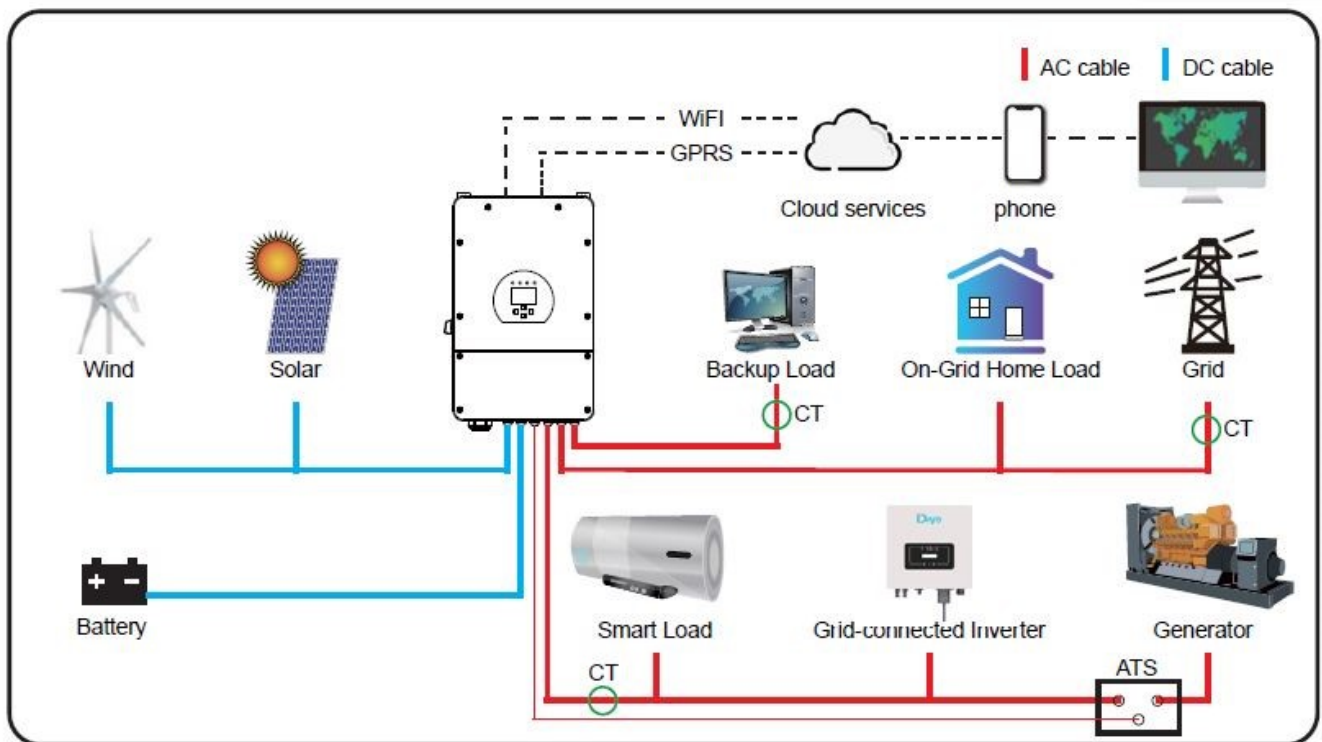 AC cable
DC cable
WiFI
GPRS
Cloud services
phone
Wind
Solar
Backup Load
On-Grid Home Load
Grid
CT
CT
Battery
Smart Load
Grid-connected Inverter
Generator
CT
ATS